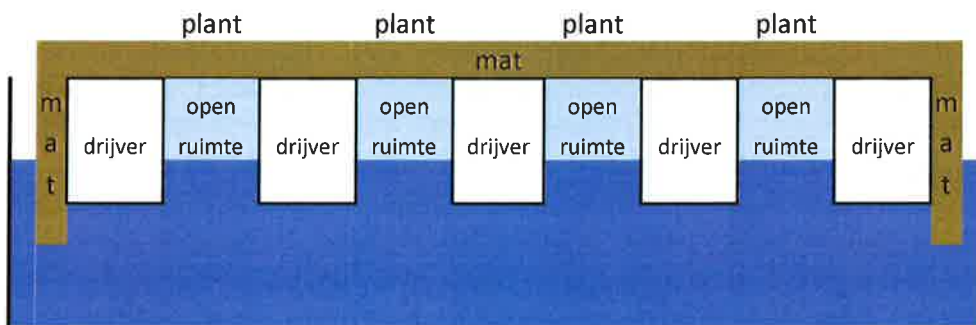 plant plant plant plant
mat
m open open open open m
a drijver ruimte drijver ruimte drijver ruimte drijver ruimte drijver a
t t